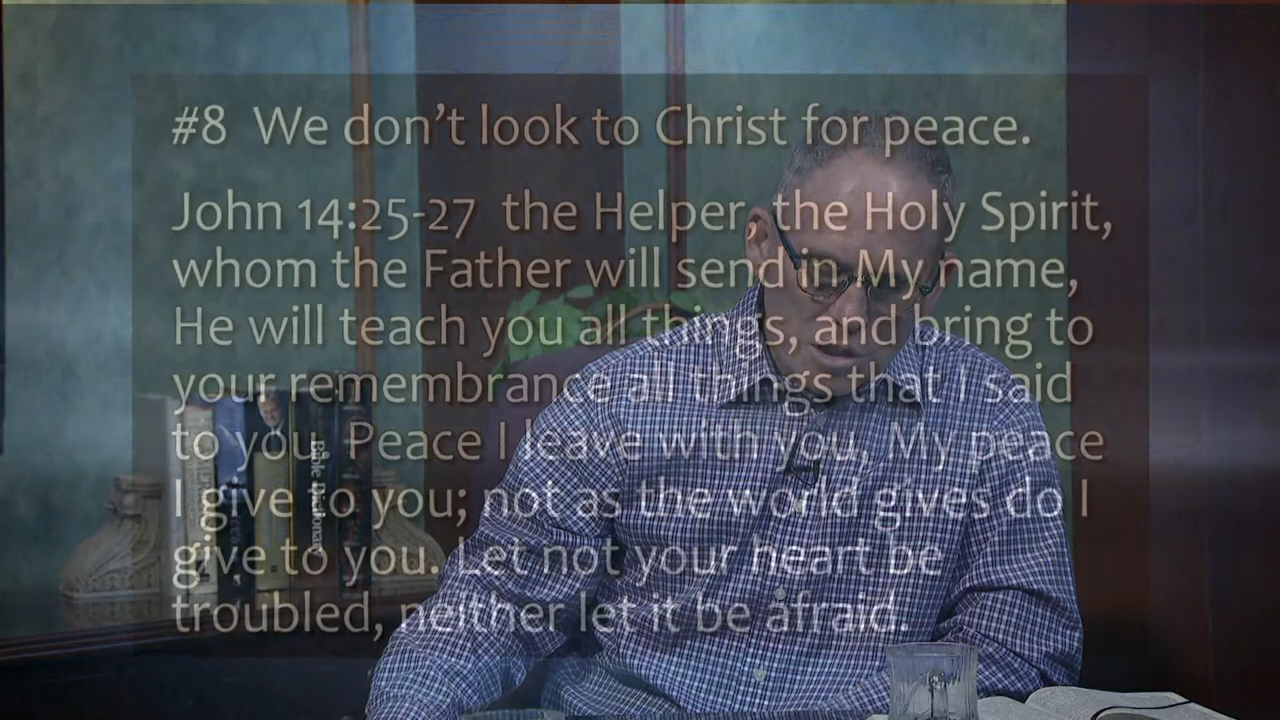 #8 We don't look to Christ for peace.
John 14:25-27 the Helper, the Holy Spirit,
whom the Father will send in My name,
He will teach you all things, and bring to
your remembrance all things that I said
to you. Peace I leave with you, My peace
I give to you; not as the world gives do I
give to you. Let not your heart be
troubled, neither let it be afraid.
Bible Dictionary